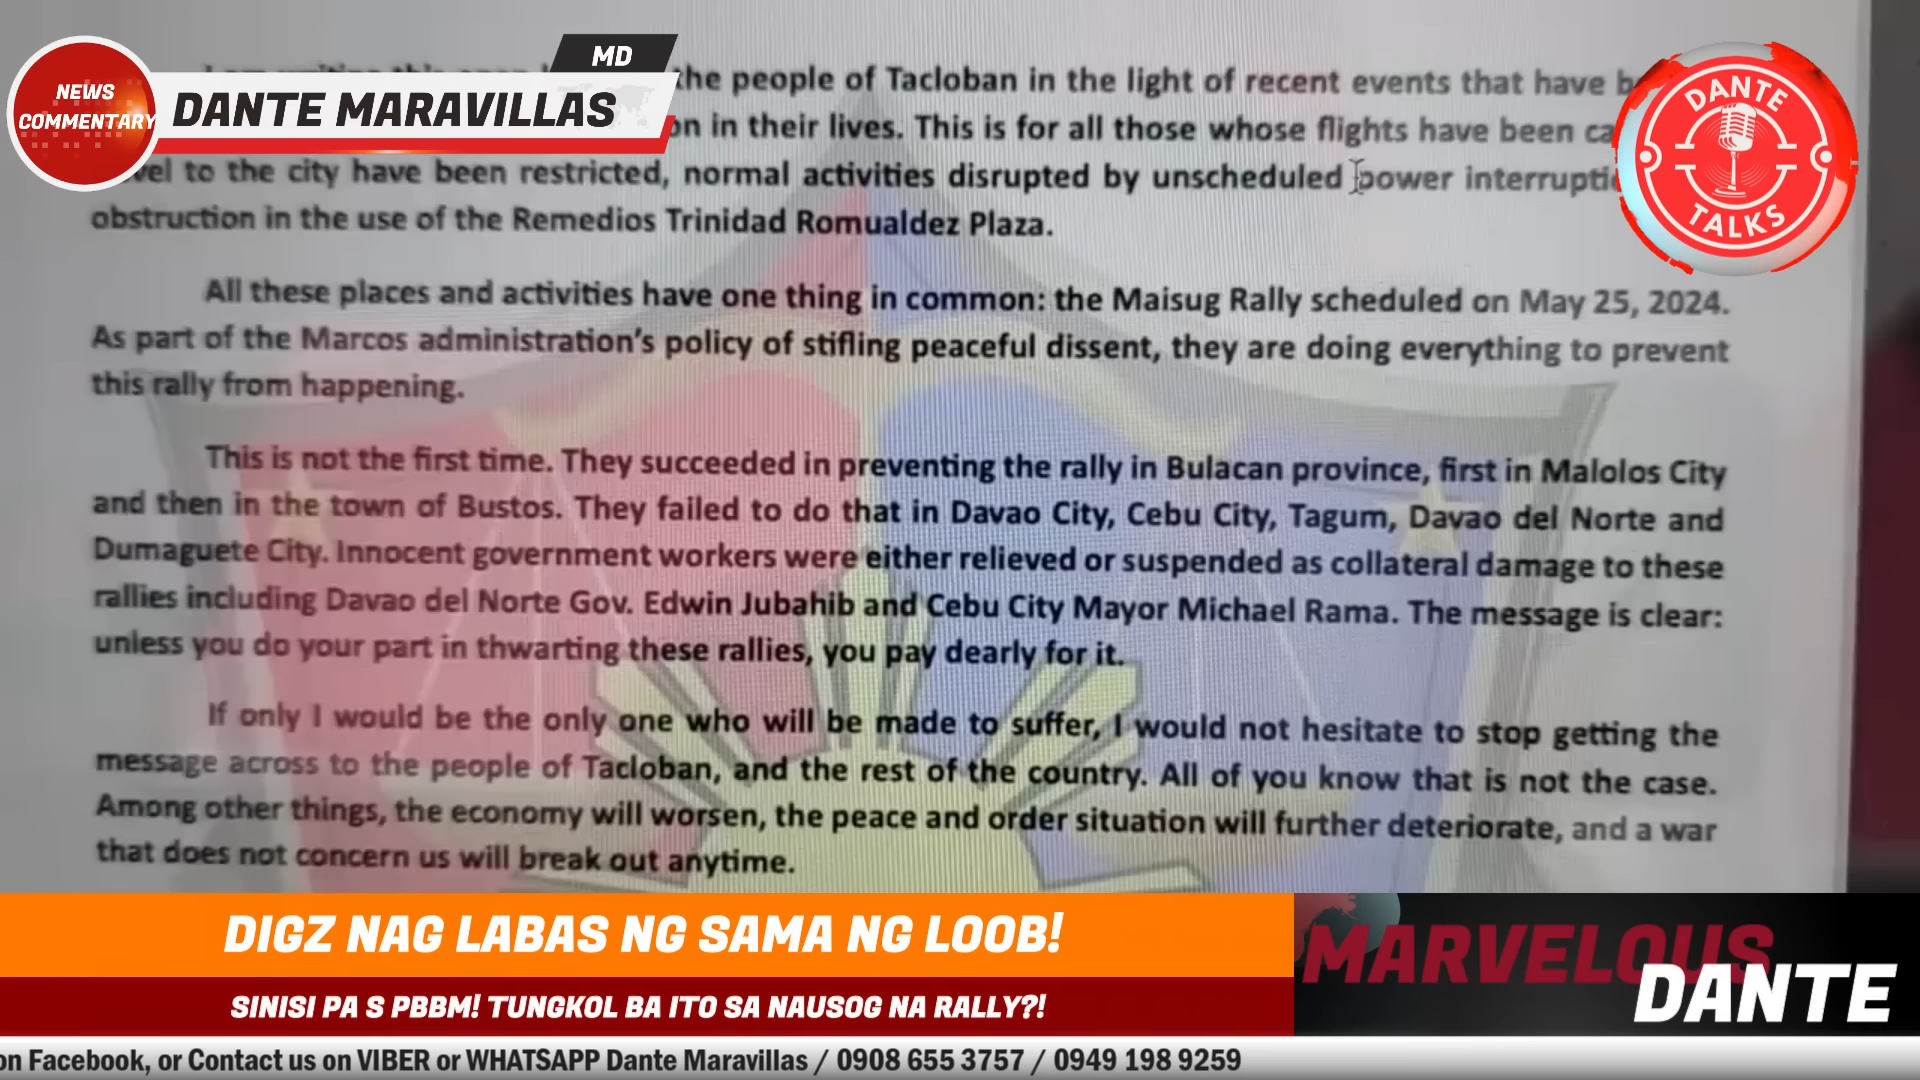 MD
NEWS
COMMENTARY
DANTE MARAVILLAS
DANTE
TALKS
the people of Tacloban in the light of recent events that have
on in their lives. This is for all those whose flights have been
to the city have been restricted, normal activities disrupted by unscheduled power
obstruction in the use of the Remedios Trinidad Romualdez Plaza.
All these places and activities have one thing in common: the Maisug Rally scheduled on May 25, 2024.
As part of the Marcos administration's policy of stifling peaceful dissent, they are doing everything to prevent
this rally from happening.
This is not the first time. They succeeded in preventing the rally in Bulacan province, first in Malolos City
and then in the town of Bustos. They failed to do that in Davao City, Cebu City, Tagum, Davao del Norte and
Dumaguete City. Innocent government workers were either relieved or suspended as collateral damage to these
rallies including Davao del Norte Gov. Edwin Jubahib and Cebu City Mayor Michael Rama. The message is clear:
unless you do your part in thwarting these rallies, you pay dearly for it.
If only I would be the only one who will be made to suffer, I would not hesitate to stop getting the
message across to the people of Tacloban, and the rest of the country. All of you know that is not the case.
Among other things, the economy will worsen, the peace and order situation will further deteriorate, and a war
that does not concern us will break out anytime.
DIGZ NAG LABAS NG SAMA NG LOOB!
SINISI PA S PBBM! TUNGKOL BA ITO SA NAUSOG NA RALLY?!
MARVELOUS
DANTE
on Facebook, or Contact us on VIBER or WHATSAPP Dante Maravillas / 0908 655 3757 / 0949 198 9259